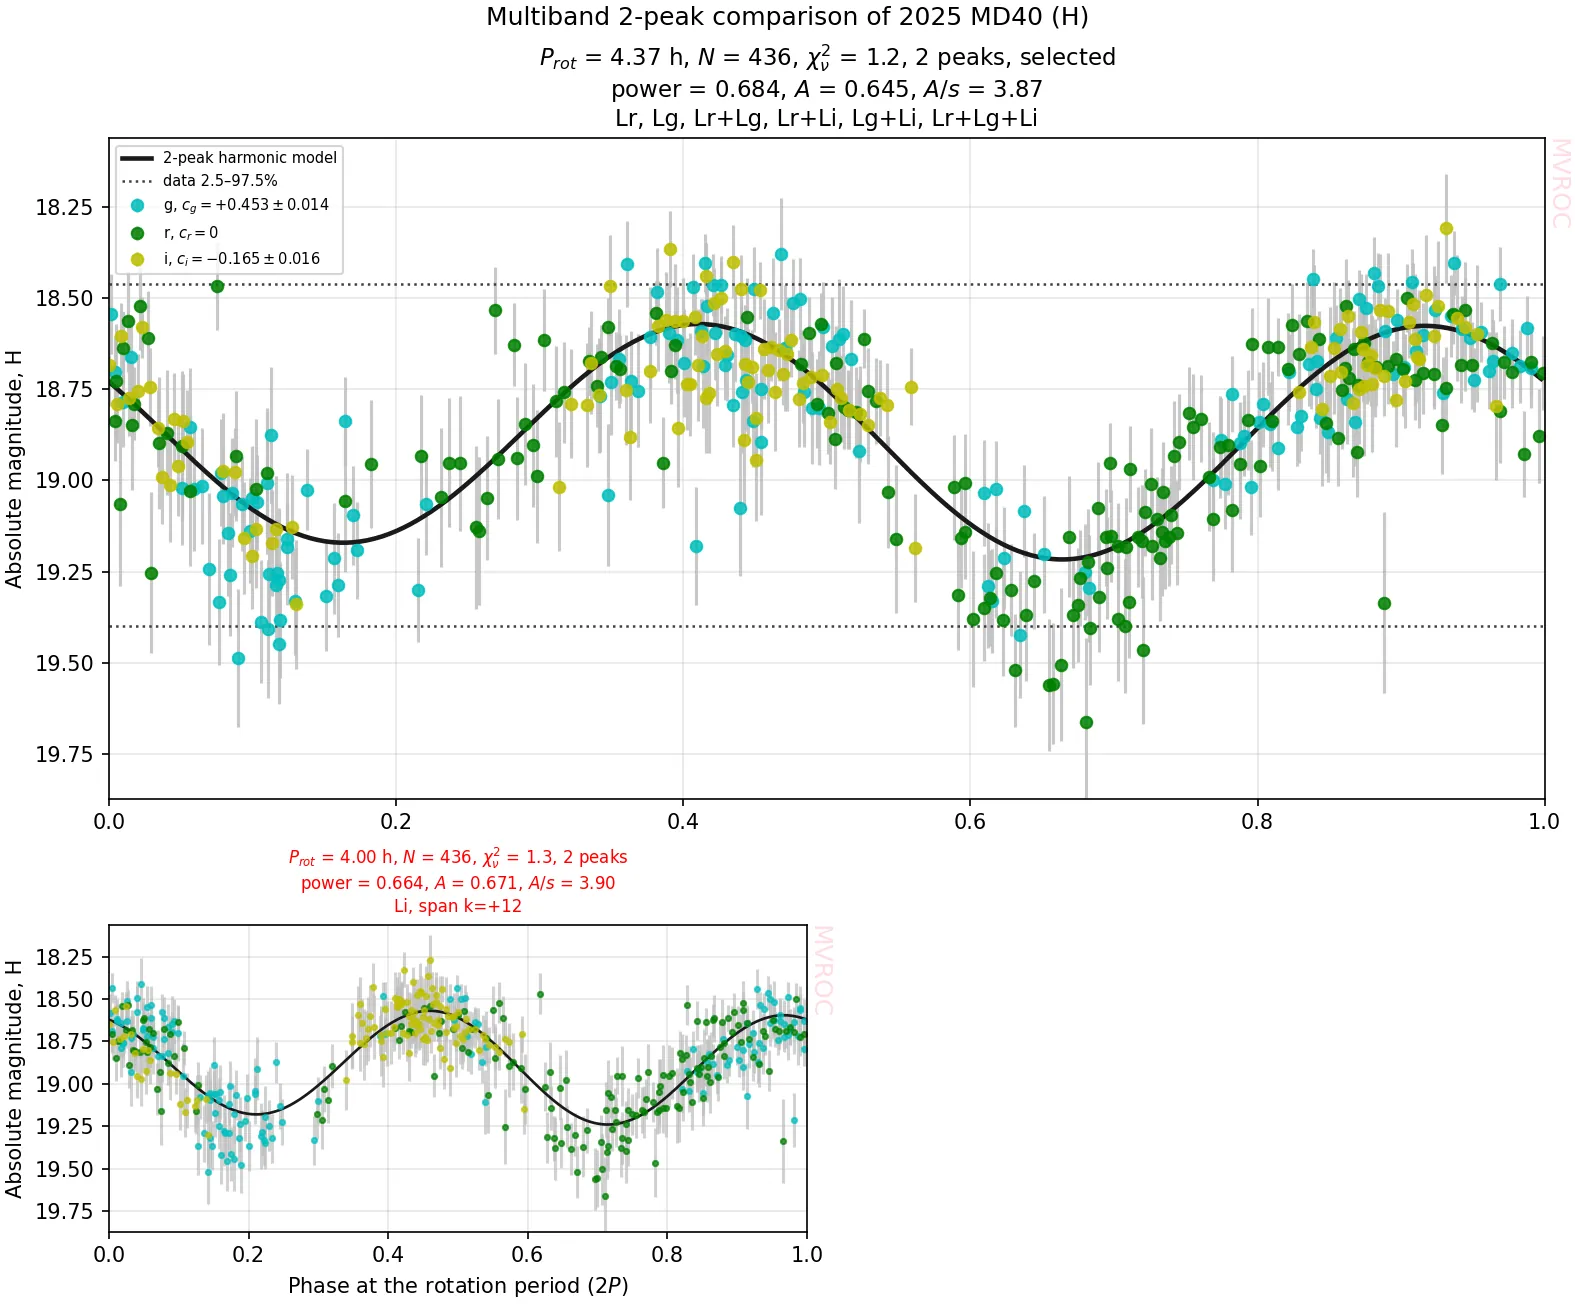 Multiband 2-peak comparison of 2025 MD40 (H)
P_rot = 4.37 h, N = 436, χ²_ν = 1.2, 2 peaks, selected
power = 0.684, A = 0.645, A/s = 3.87
Lr, Lg, Lr+Lg, Lr+Li, Lg+Li, Lr+Lg+Li
2-peak harmonic model
data 2.5–97.5%
g, c_g = +0.453 ± 0.014
r, c_r = 0
i, c_i = −0.165 ± 0.016
MVROC
Absolute magnitude, H
18.25
18.50
18.75
19.00
19.25
19.50
19.75
0.0 0.2 0.4 0.6 0.8 1.0
P_rot = 4.00 h, N = 436, χ²_ν = 1.3, 2 peaks
power = 0.664, A = 0.671, A/s = 3.90
Li, span k=+12
MVROC
Absolute magnitude, H
18.25
18.50
18.75
19.00
19.25
19.50
19.75
0.0 0.2 0.4 0.6 0.8 1.0
Phase at the rotation period (2P)